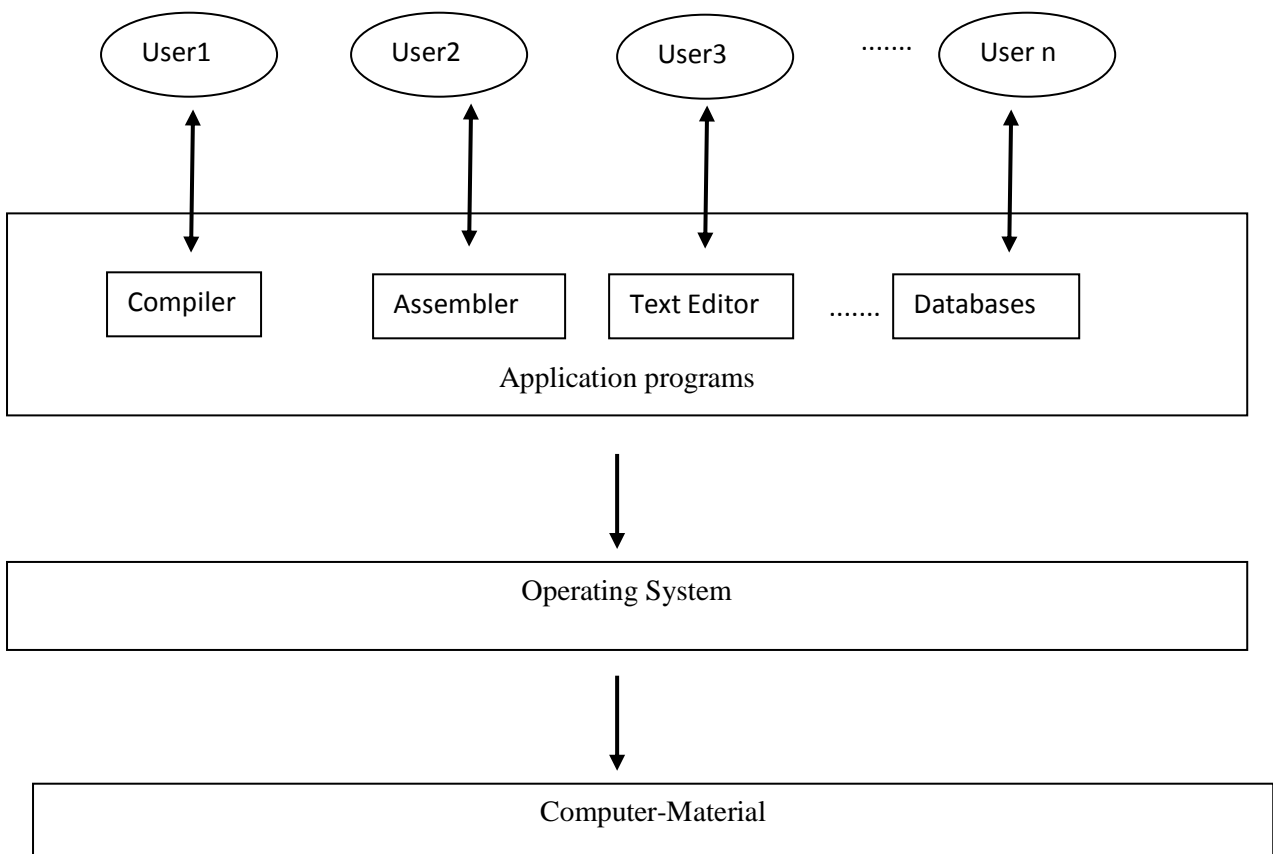 User1 User2 User3 ....... User n
Compiler Assembler Text Editor ....... Databases
Application programs
Operating System
Computer-Material